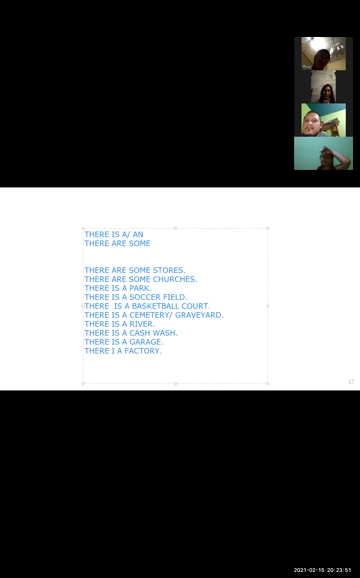 THERE IS A/ AN
THERE ARE SOME
THERE ARE SOME STORES.
THERE ARE SOME CHURCHES.
THERE IS A PARK.
THERE IS A SOCCER FIELD.
THERE  IS A BASKETBALL COURT.
THERE IS A CEMETERY/ GRAVEYARD.
THERE IS A RIVER.
THERE IS A CASH WASH.
THERE IS A GARAGE.
THERE I A FACTORY.
2021-02-15 20:23:51